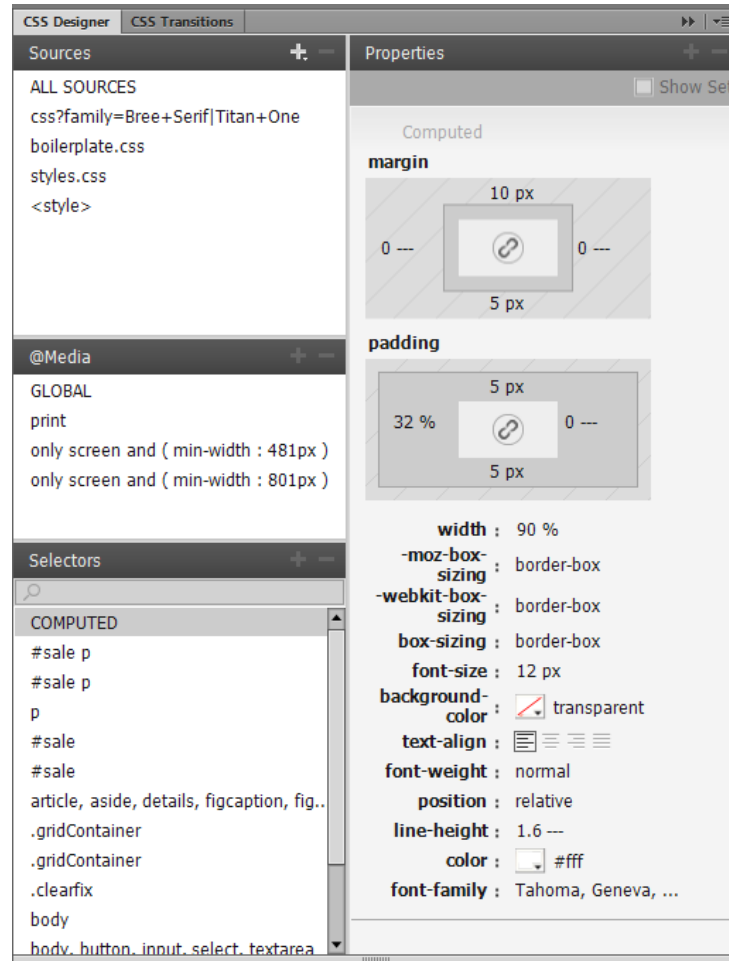 CSS Designer CSS Transitions
Sources
ALL SOURCES
css?family=Bree+Serif|Titan+One
boilerplate.css
styles.css
<style>
@Media
GLOBAL
print
only screen and ( min-width : 481px )
only screen and ( min-width : 801px )
Selectors
COMPUTED
#sale p
#sale p
p
#sale
#sale
article, aside, details, figcaption, fig..
.gridContainer
.gridContainer
.clearfix
body
body, button, input, select, textarea
Properties
Show Set
Computed
margin
10 px
0 --- 0 ---
5 px
padding
5 px
32 % 0 ---
5 px
width : 90 %
-moz-box-
sizing : border-box
-webkit-box-
sizing : border-box
box-sizing : border-box
font-size : 12 px
background-
color : transparent
text-align :
font-weight : normal
position : relative
line-height : 1.6 ---
color : #fff
font-family : Tahoma, Geneva, ...